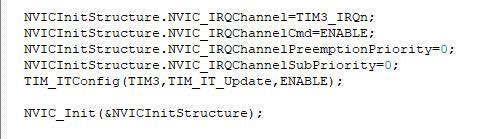 NVICInitStructure.NVIC_IRQChannel=TIM3_IRQn;
NVICInitStructure.NVIC_IRQChannelCmd=ENABLE;
NVICInitStructure.NVIC_IRQChannelPreemptionPriority=0;
NVICInitStructure.NVIC_IRQChannelSubPriority=0;
TIM_ITConfig(TIM3,TIM_IT_Update,ENABLE);
NVIC_Init(&NVICInitStructure);